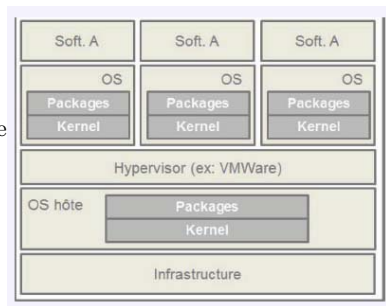 Soft. A Soft. A Soft. A
OS OS OS
Packages Packages Packages
Kernel Kernel Kernel
e
Hypervisor (ex: VMWare)
OS hôte
Packages
Kernel
Infrastructure